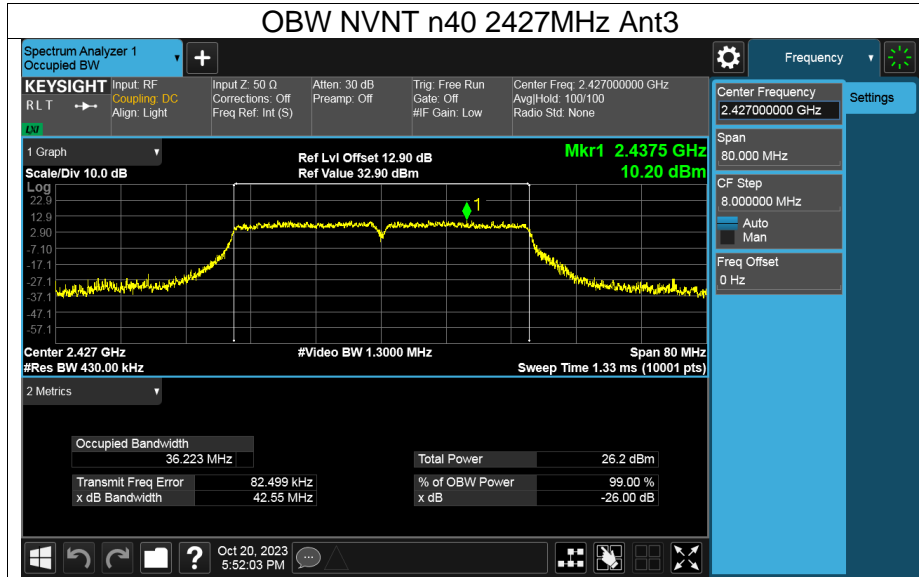 OBW NVNT n40 2427MHz Ant3
Spectrum Analyzer 1
Occupied BW
Frequency
KEYSIGHT
RLT
LXI
Input: RF
Coupling: DC
Align: Light
Input Z: 50 Ω
Corrections: Off
Freq Ref: Int (S)
Atten: 30 dB
Preamp: Off
Trig: Free Run
Gate: Off
#IF Gain: Low
Center Freq: 2.427000000 GHz
Avg|Hold: 100/100
Radio Std: None
Center Frequency
2.427000000 GHz
Settings
Span
80.000 MHz
CF Step
8.000000 MHz
Auto
Man
Freq Offset
0 Hz
1 Graph
Scale/Div 10.0 dB
Ref Lvl Offset 12.90 dB
Ref Value 32.90 dBm
Mkr1 2.4375 GHz
10.20 dBm
Log
22.9
12.9
2.90
-7.10
-17.1
-27.1
-37.1
-47.1
-57.1
1
Center 2.427 GHz
#Res BW 430.00 kHz
#Video BW 1.3000 MHz
Span 80 MHz
Sweep Time 1.33 ms (10001 pts)
2 Metrics
Occupied Bandwidth
36.223 MHz
Total Power 26.2 dBm
Transmit Freq Error 82.499 kHz
% of OBW Power 99.00 %
x dB Bandwidth 42.55 MHz
x dB -26.00 dB
?
Oct 20, 2023
5:52:03 PM